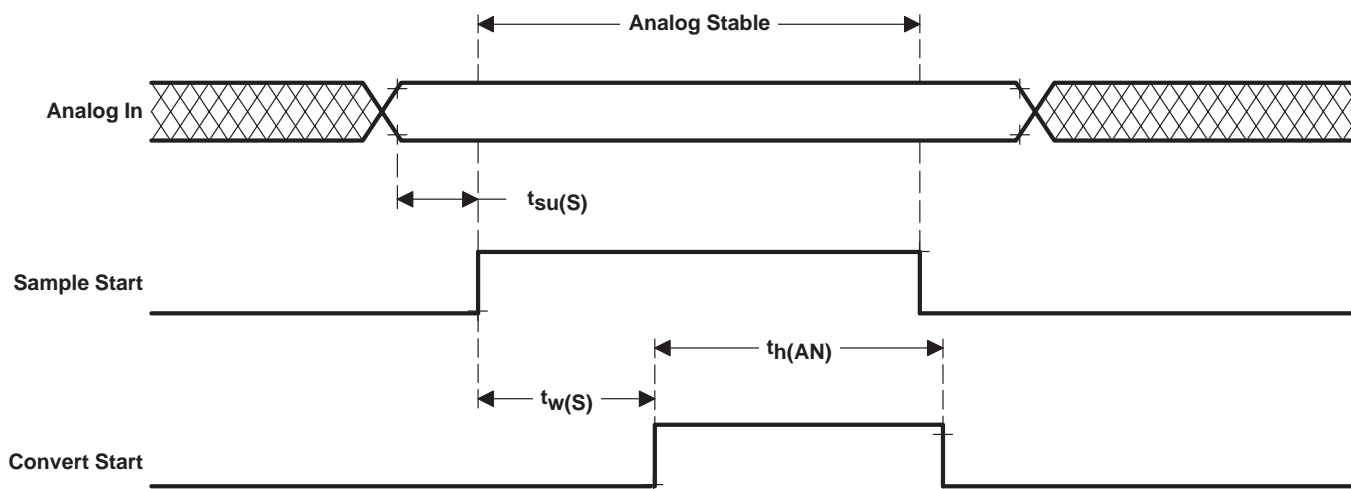 Analog Stable
Analog In
tsu(S)
Sample Start
th(AN)
tw(S)
Convert Start